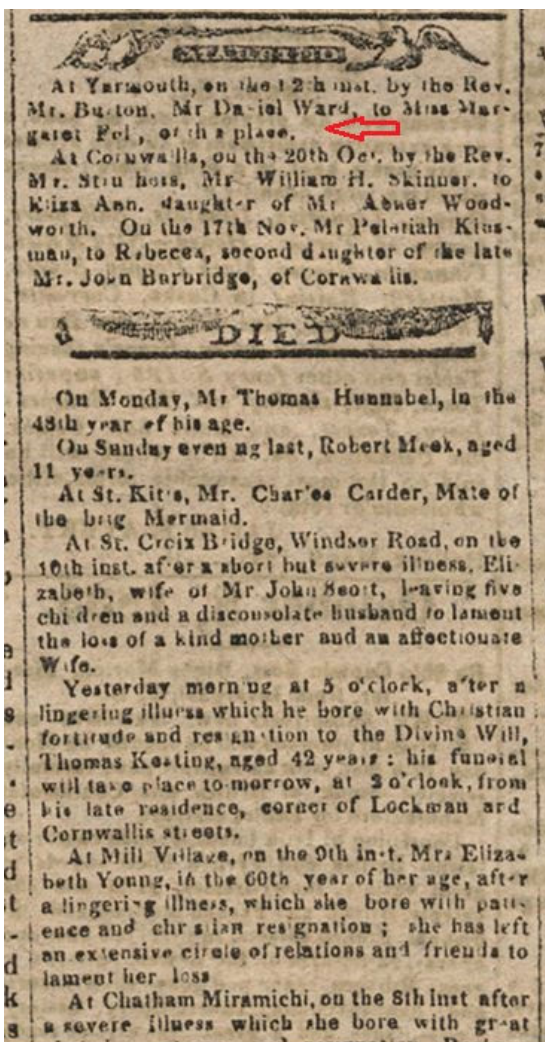 MARRIED
At Yarmouth, on the 12th inst. by the Rev.
Mr. Burton, Mr Daniel Ward, to Miss Mar-
garet of that place.
At Cornwallis, on the 20th Oct. by the Rev.
Mr. Struthers, Mr William H. Skinner, to
Eliza Ann, daughter of Mr Abner Wood-
worth. On the 17th Nov. Mr Pelatiah Kins-
man, to Rebecca, second daughter of the late
Mr. John Burbridge, of Cornwallis.
DIED
On Monday, Mr Thomas Hunnabel, in the
48th year of his age.
On Sunday evening last, Robert Meek, aged
11 years.
At St. Kit's, Mr. Charles Carder, Mate of
the brig Mermaid.
At St. Croix Bridge, Windsor Road, on the
10th inst. after a short but severe illness, Eli-
zabeth, wife of Mr John Scott, leaving five
children and a disconsolate husband to lament
the loss of a kind mother and an affectionate
Wife.
Yesterday morning at 5 o'clock, after a
lingering illness which he bore with Christian
fortitude and resignation to the Divine Will,
Thomas Keating, aged 42 years : his funeral
will take place to-morrow, at 3 o'clock, from
his late residence, corner of Lockman and
Cornwallis streets.
At Mill Village, on the 9th inst. Mrs Eliza-
beth Young, in the 60th year of her age, after
a lingering illness, which she bore with pati-
ence and christian resignation ; she has left
an extensive circle of relations and friends to
lament her loss
At Chatham Miramichi, on the 8th inst after
a severe illness which she bore with great